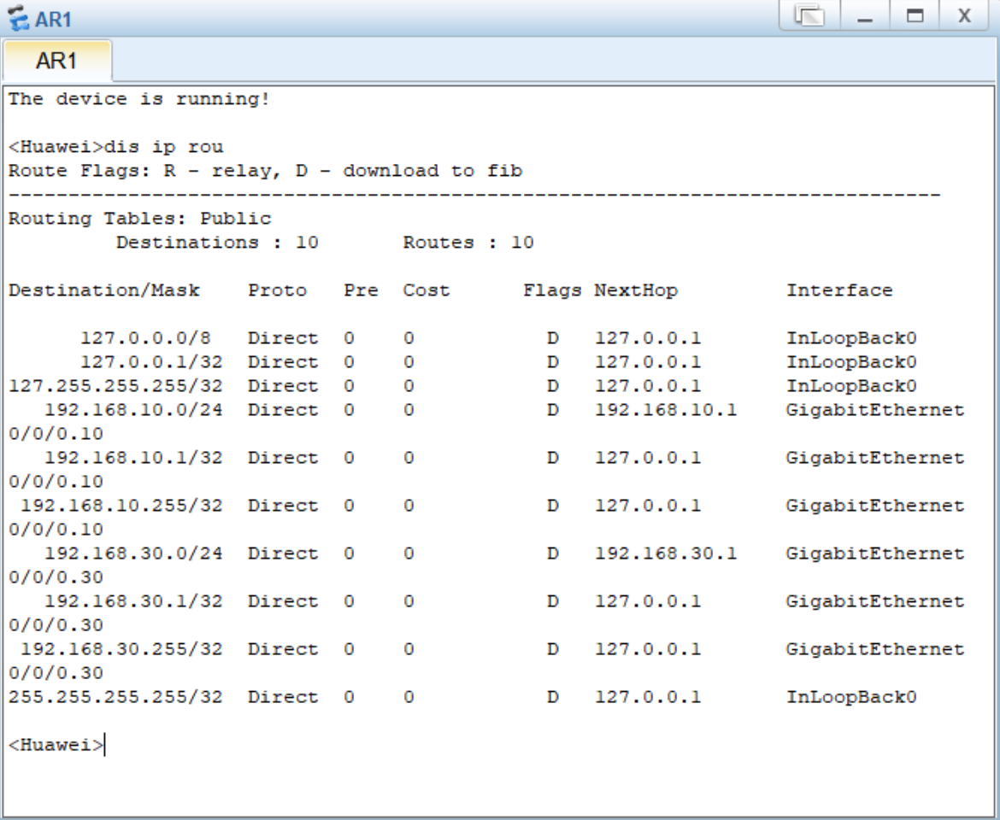 AR1
AR1
The device is running!
<Huawei>dis ip rou
Route Flags: R - relay, D - download to fib
------------------------------------------------------------------------------
Routing Tables: Public
         Destinations : 10       Routes : 10
Destination/Mask    Proto   Pre  Cost      Flags NextHop         Interface
      127.0.0.0/8   Direct  0    0           D   127.0.0.1       InLoopBack0
      127.0.0.1/32  Direct  0    0           D   127.0.0.1       InLoopBack0
127.255.255.255/32  Direct  0    0           D   127.0.0.1       InLoopBack0
   192.168.10.0/24  Direct  0    0           D   192.168.10.1    GigabitEthernet
0/0/0.10
   192.168.10.1/32  Direct  0    0           D   127.0.0.1       GigabitEthernet
0/0/0.10
 192.168.10.255/32  Direct  0    0           D   127.0.0.1       GigabitEthernet
0/0/0.10
   192.168.30.0/24  Direct  0    0           D   192.168.30.1    GigabitEthernet
0/0/0.30
   192.168.30.1/32  Direct  0    0           D   127.0.0.1       GigabitEthernet
0/0/0.30
 192.168.30.255/32  Direct  0    0           D   127.0.0.1       GigabitEthernet
0/0/0.30
255.255.255.255/32  Direct  0    0           D   127.0.0.1       InLoopBack0
<Huawei>